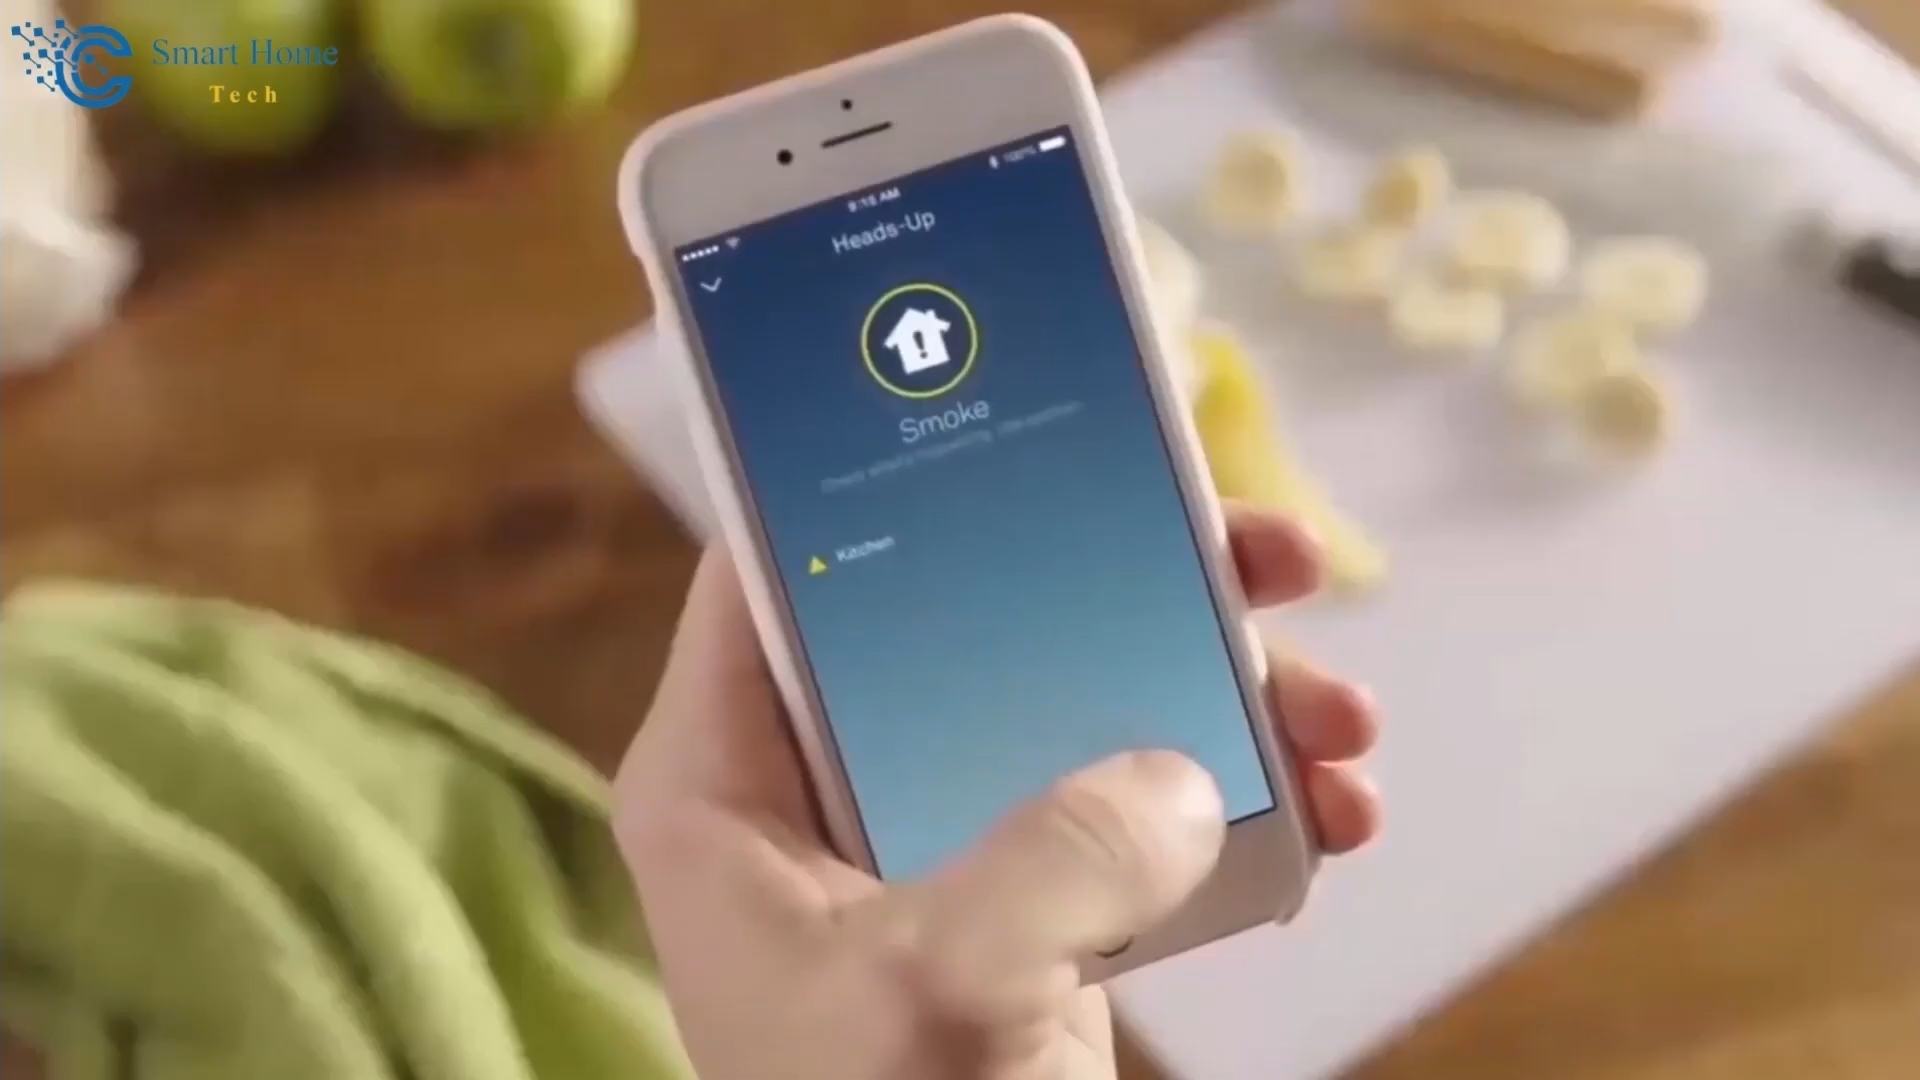 Smart Home
Tech
100%
9:15 AM
Heads-Up
Smoke
Kitchen